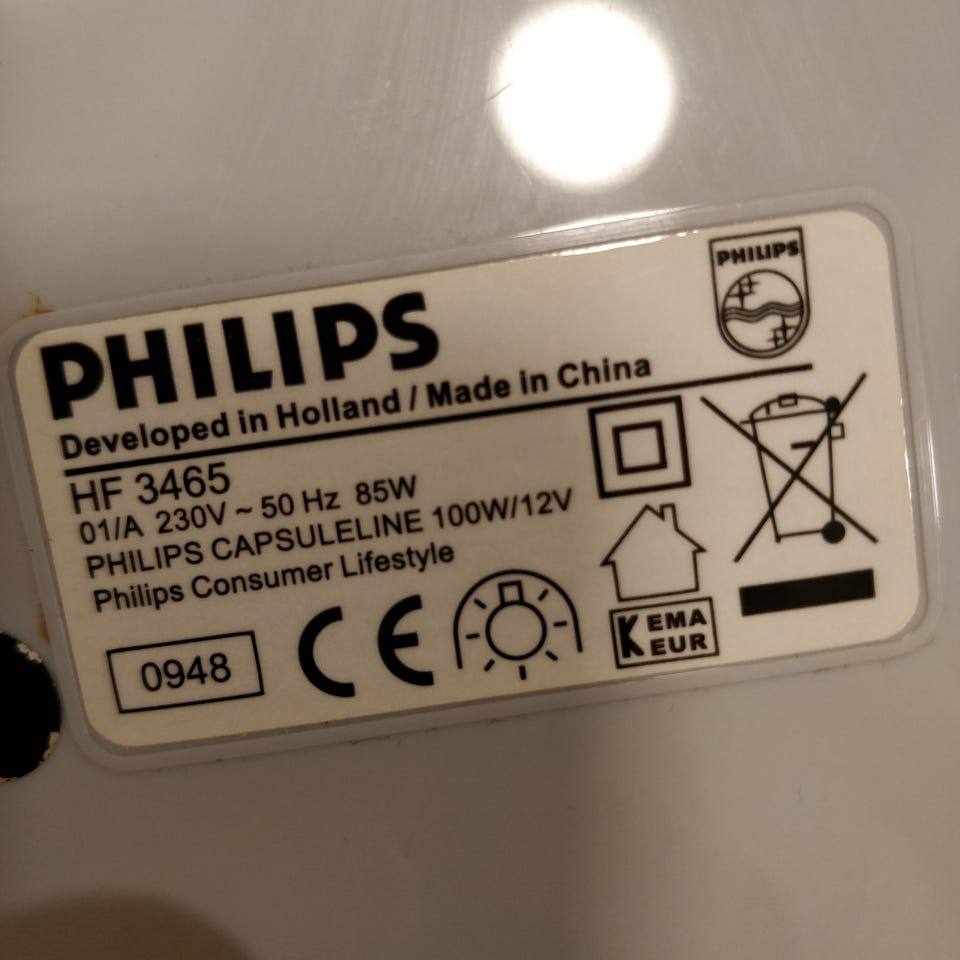 PHILIPS
PHILIPS
Developed in Holland / Made in China
HF 3465
01/A 230V ~ 50 Hz 85W
PHILIPS CAPSULELINE 100W/12V
Philips Consumer Lifestyle
0948
CE
KEMA
KEUR